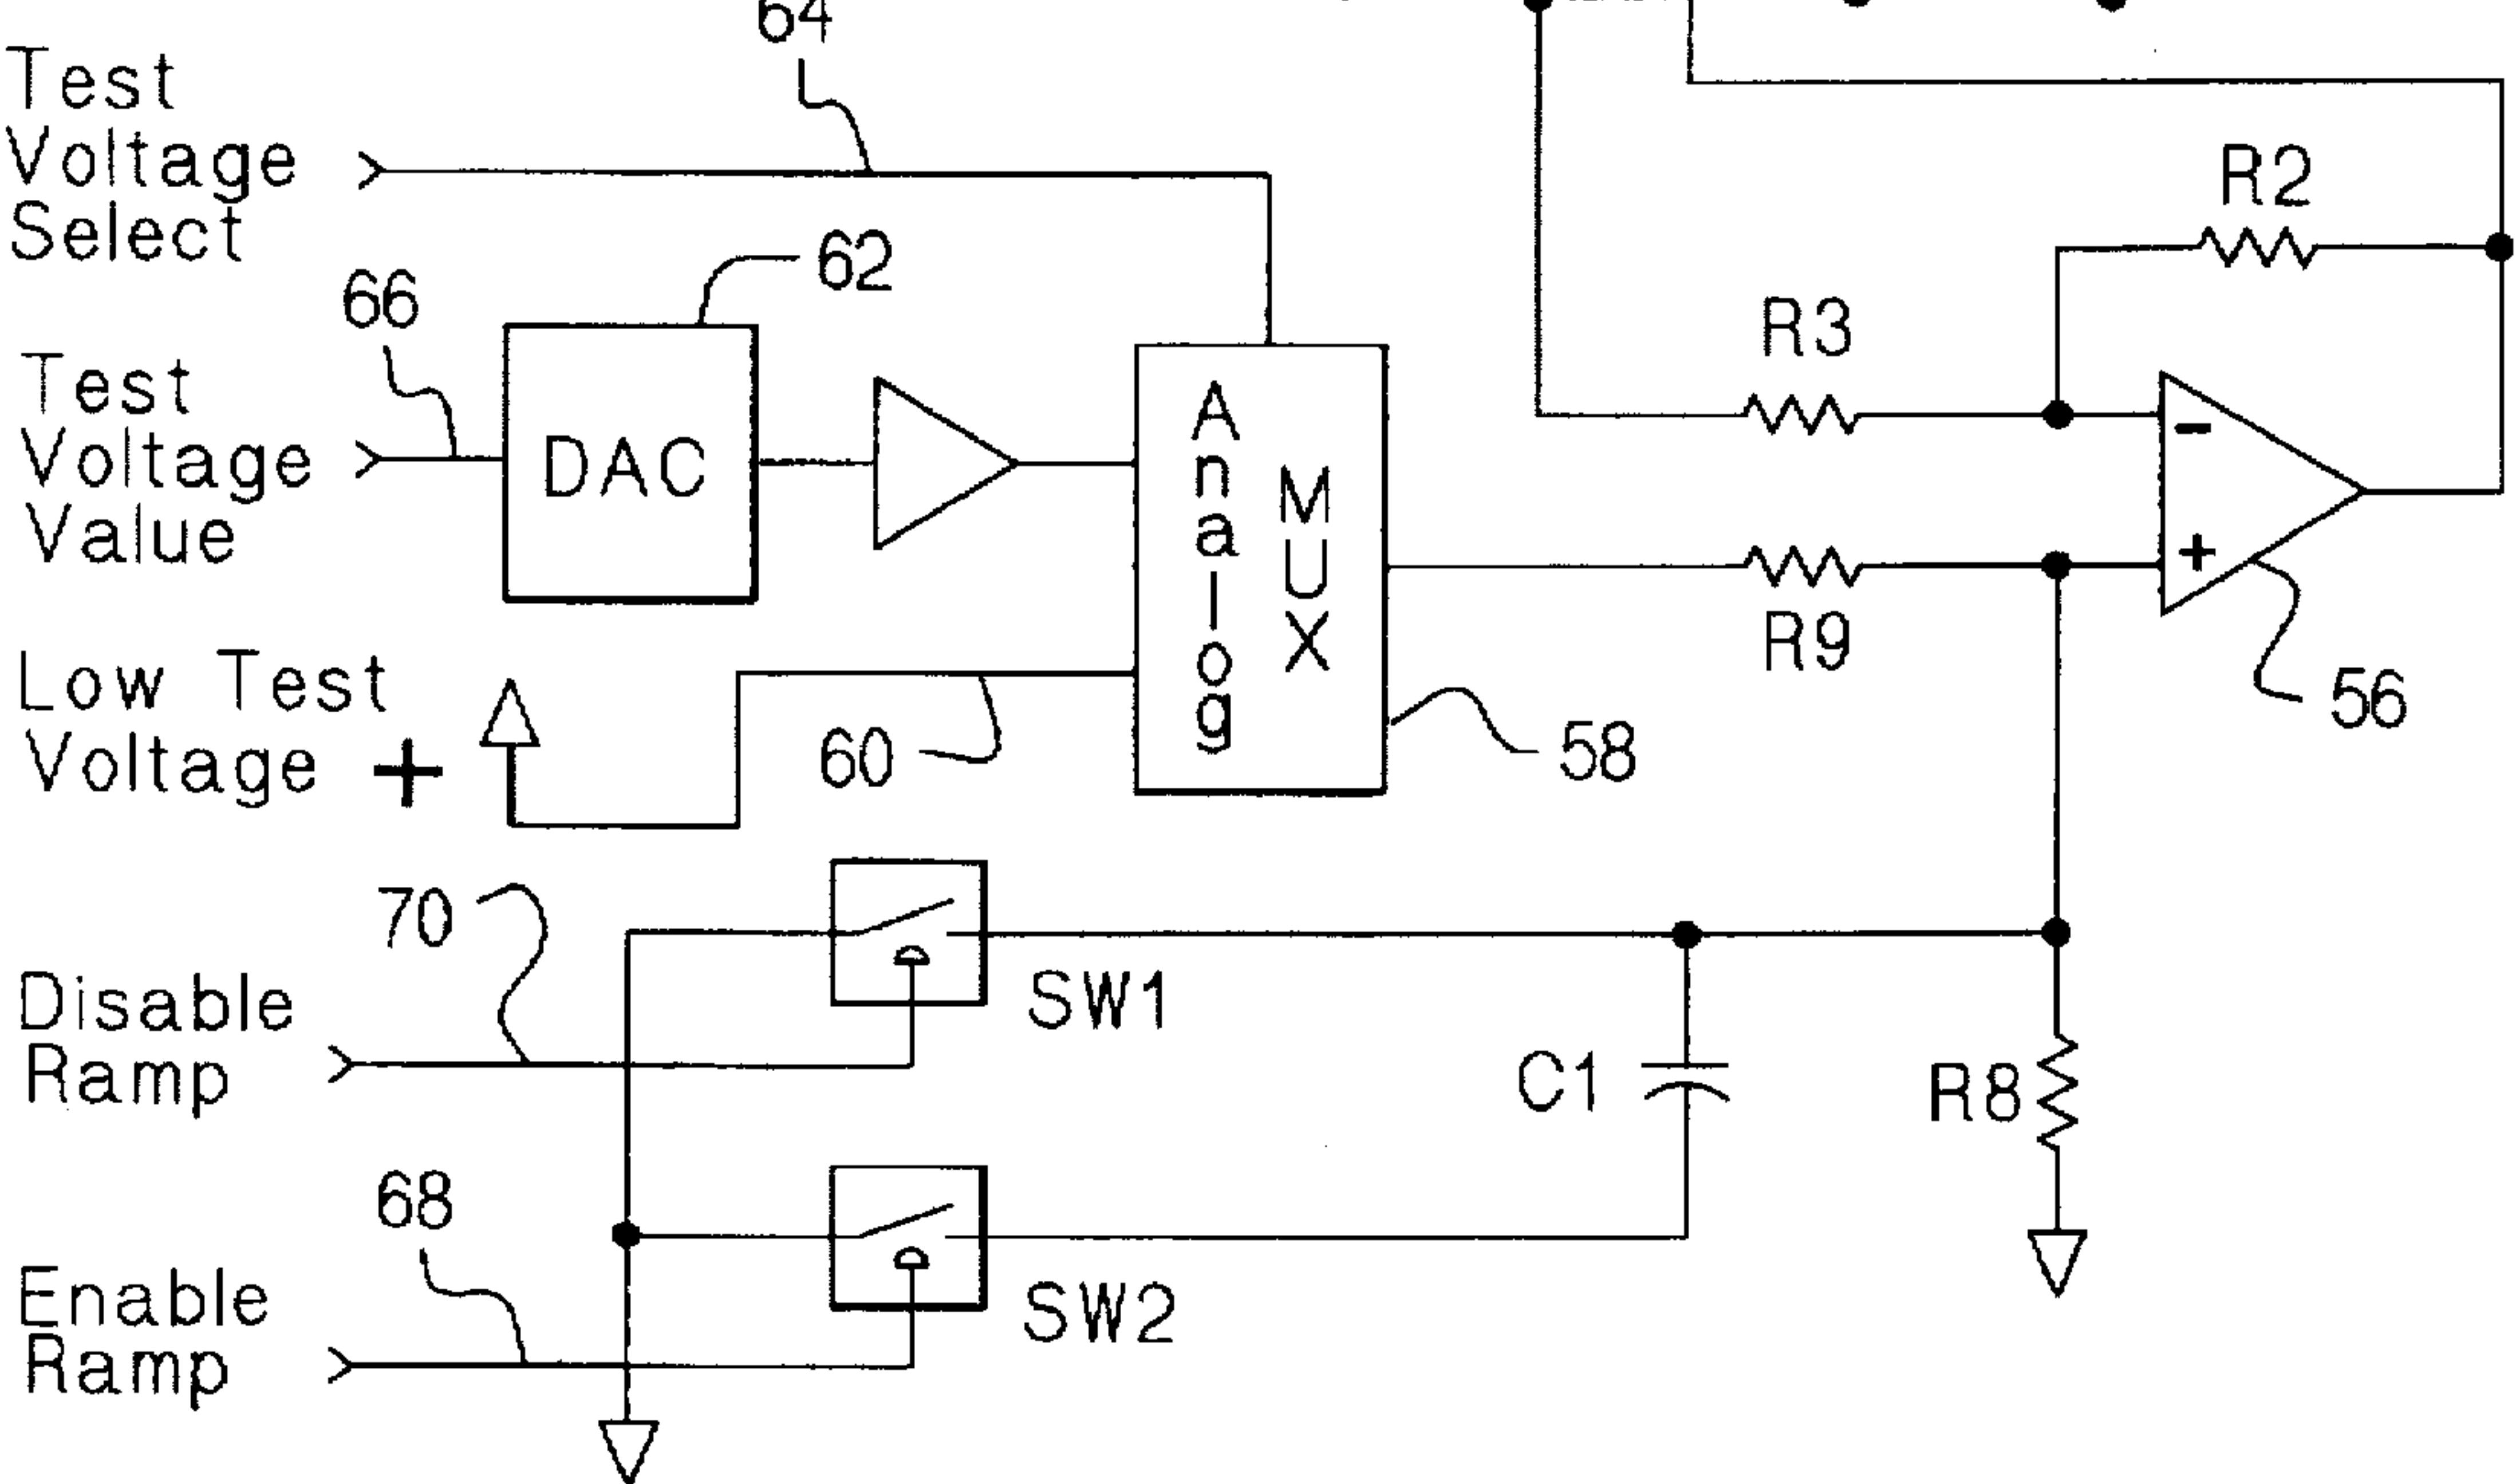 64
Test
Voltage
Select
62
66
Test
Voltage
Value
DAC
Analog
MUX
R2
R3
-
+
R9
56
58
60
Low Test
Voltage +
70
Disable
Ramp
SW1
C1
R8
68
Enable
Ramp
SW2